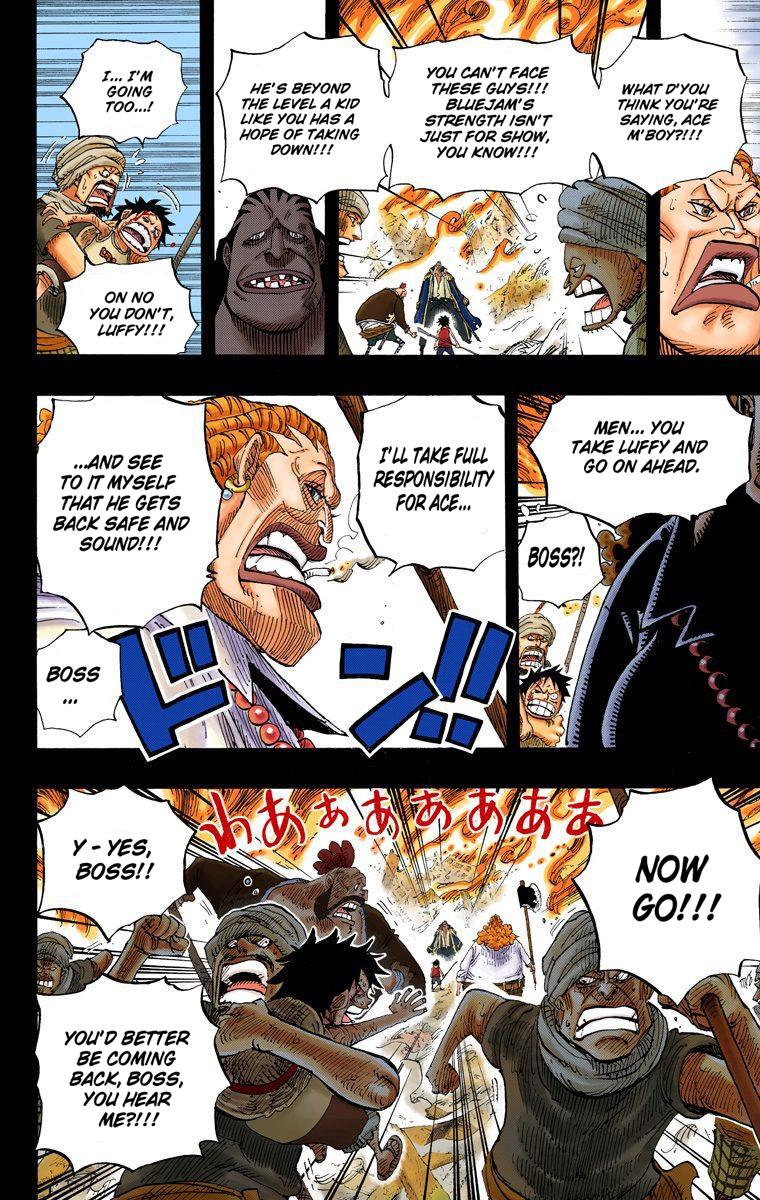 WHAT D'YOU
THINK YOU'RE
SAYING, ACE
M'BOY?!!!
YOU CAN'T FACE
THESE GUYS!!!
BLUEJAM'S
STRENGTH ISN'T
JUST FOR SHOW,
YOU KNOW!!!
HE'S BEYOND
THE LEVEL A KID
LIKE YOU HAS A
HOPE OF TAKING
DOWN!!!
I... I'M
GOING
TOO...!
ON NO
YOU DON'T,
LUFFY!!!
MEN... YOU
TAKE LUFFY AND
GO ON AHEAD.
BOSS?!
I'LL TAKE FULL
RESPONSIBILITY
FOR ACE...
...AND SEE
TO IT MYSELF
THAT HE GETS
BACK SAFE AND
SOUND!!!
BOSS
...
ドン!!
NOW
GO!!!
わあぁあぁあああ
Y - YES,
BOSS!!
YOU'D BETTER
BE COMING
BACK, BOSS,
YOU HEAR
ME?!!!